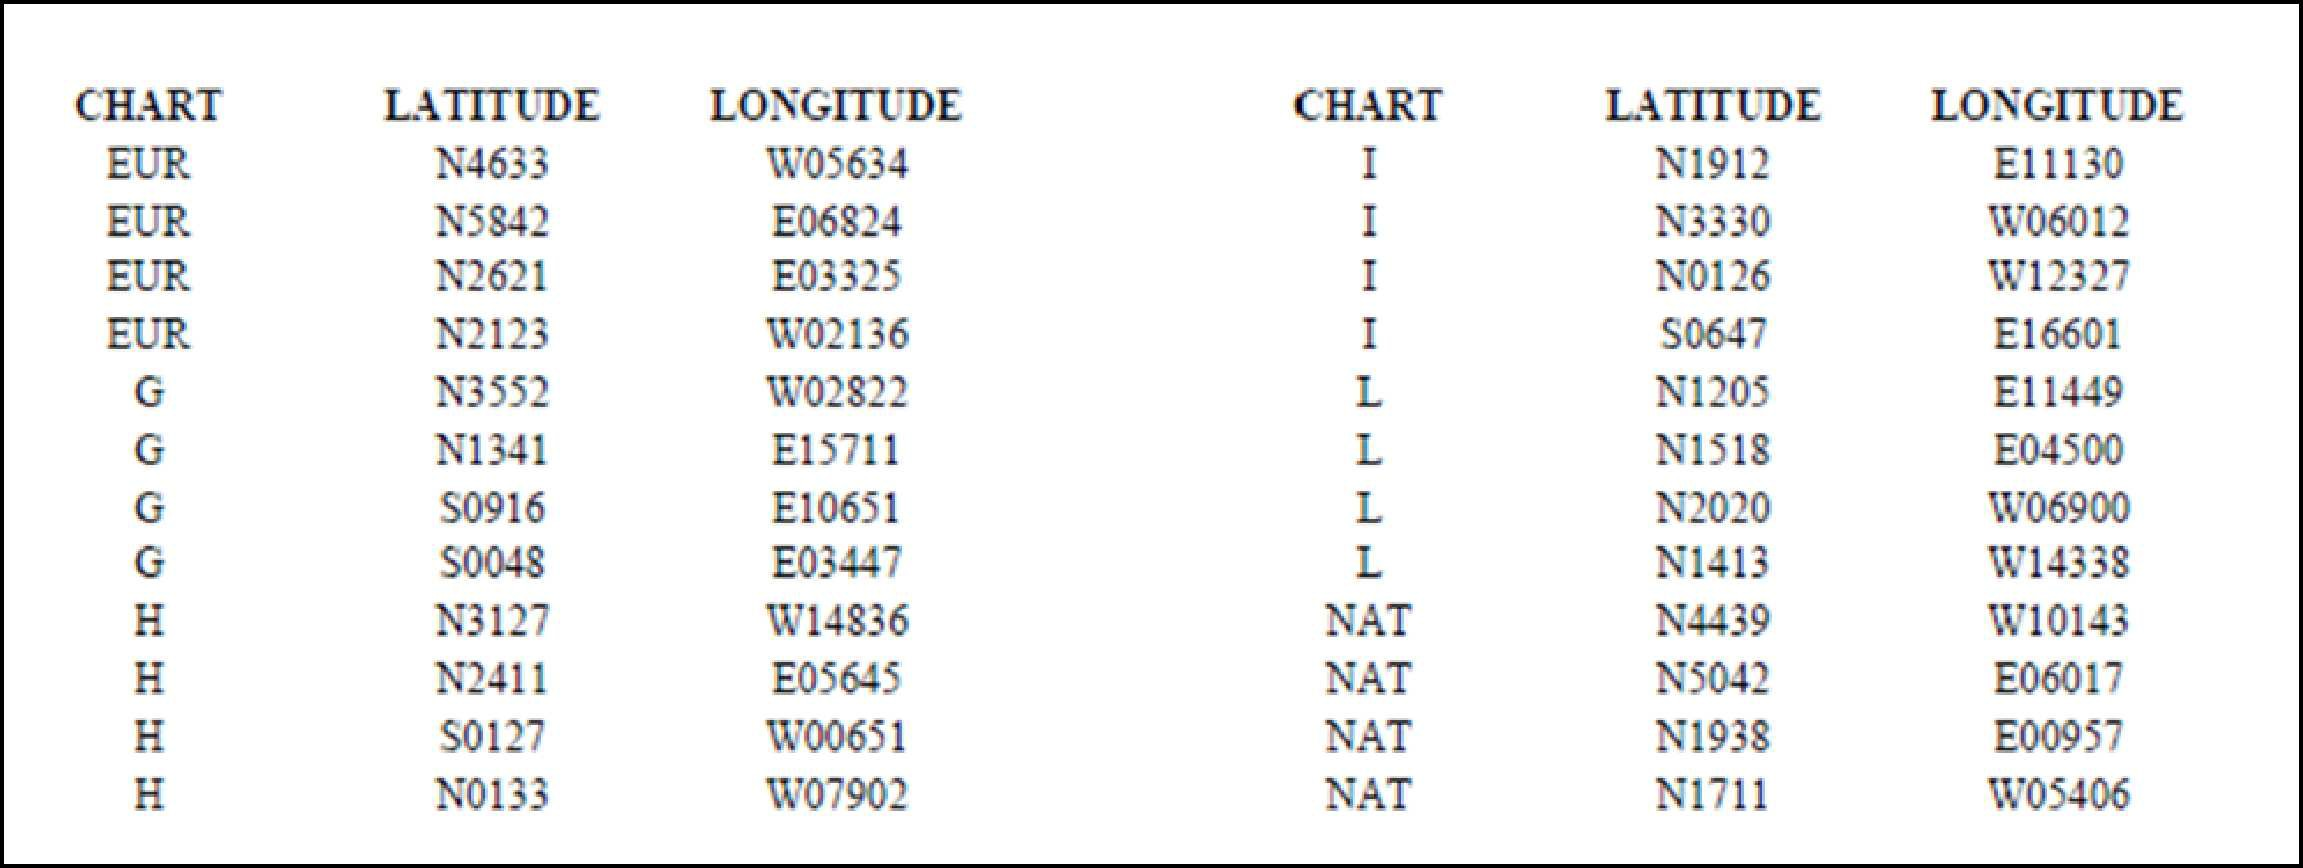 CHART LATITUDE LONGITUDE CHART LATITUDE LONGITUDE
EUR N4633 W05634 I N1912 E11130
EUR N5842 E06824 I N3330 W06012
EUR N2621 E03325 I N0126 W12327
EUR N2123 W02136 I S0647 E16601
G N3552 W02822 L N1205 E11449
G N1341 E15711 L N1518 E04500
G S0916 E10651 L N2020 W06900
G S0048 E03447 L N1413 W14338
H N3127 W14836 NAT N4439 W10143
H N2411 E05645 NAT N5042 E06017
H S0127 W00651 NAT N1938 E00957
H N0133 W07902 NAT N1711 W05406